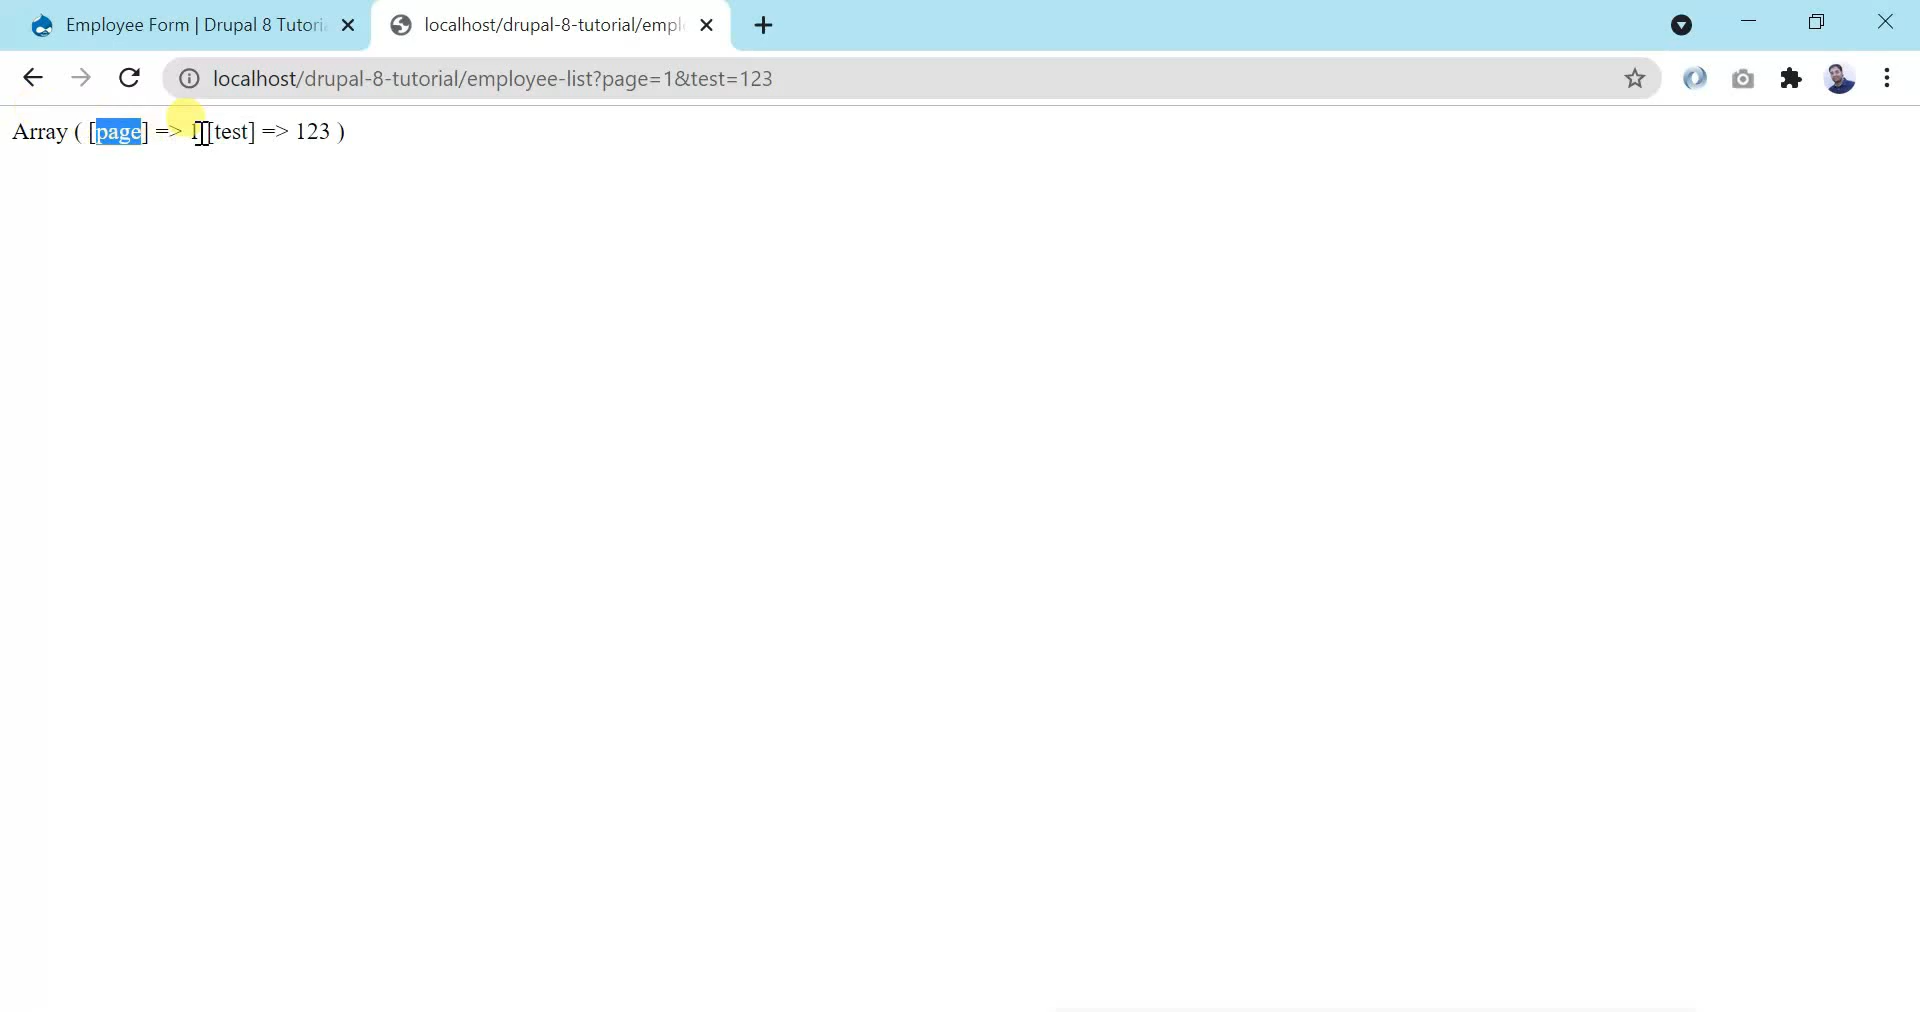 Employee Form | Drupal 8 Tutori
localhost/drupal-8-tutorial/empl
localhost/drupal-8-tutorial/employee-list?page=1&test=123
Array ( [page] => 1 [test] => 123 )